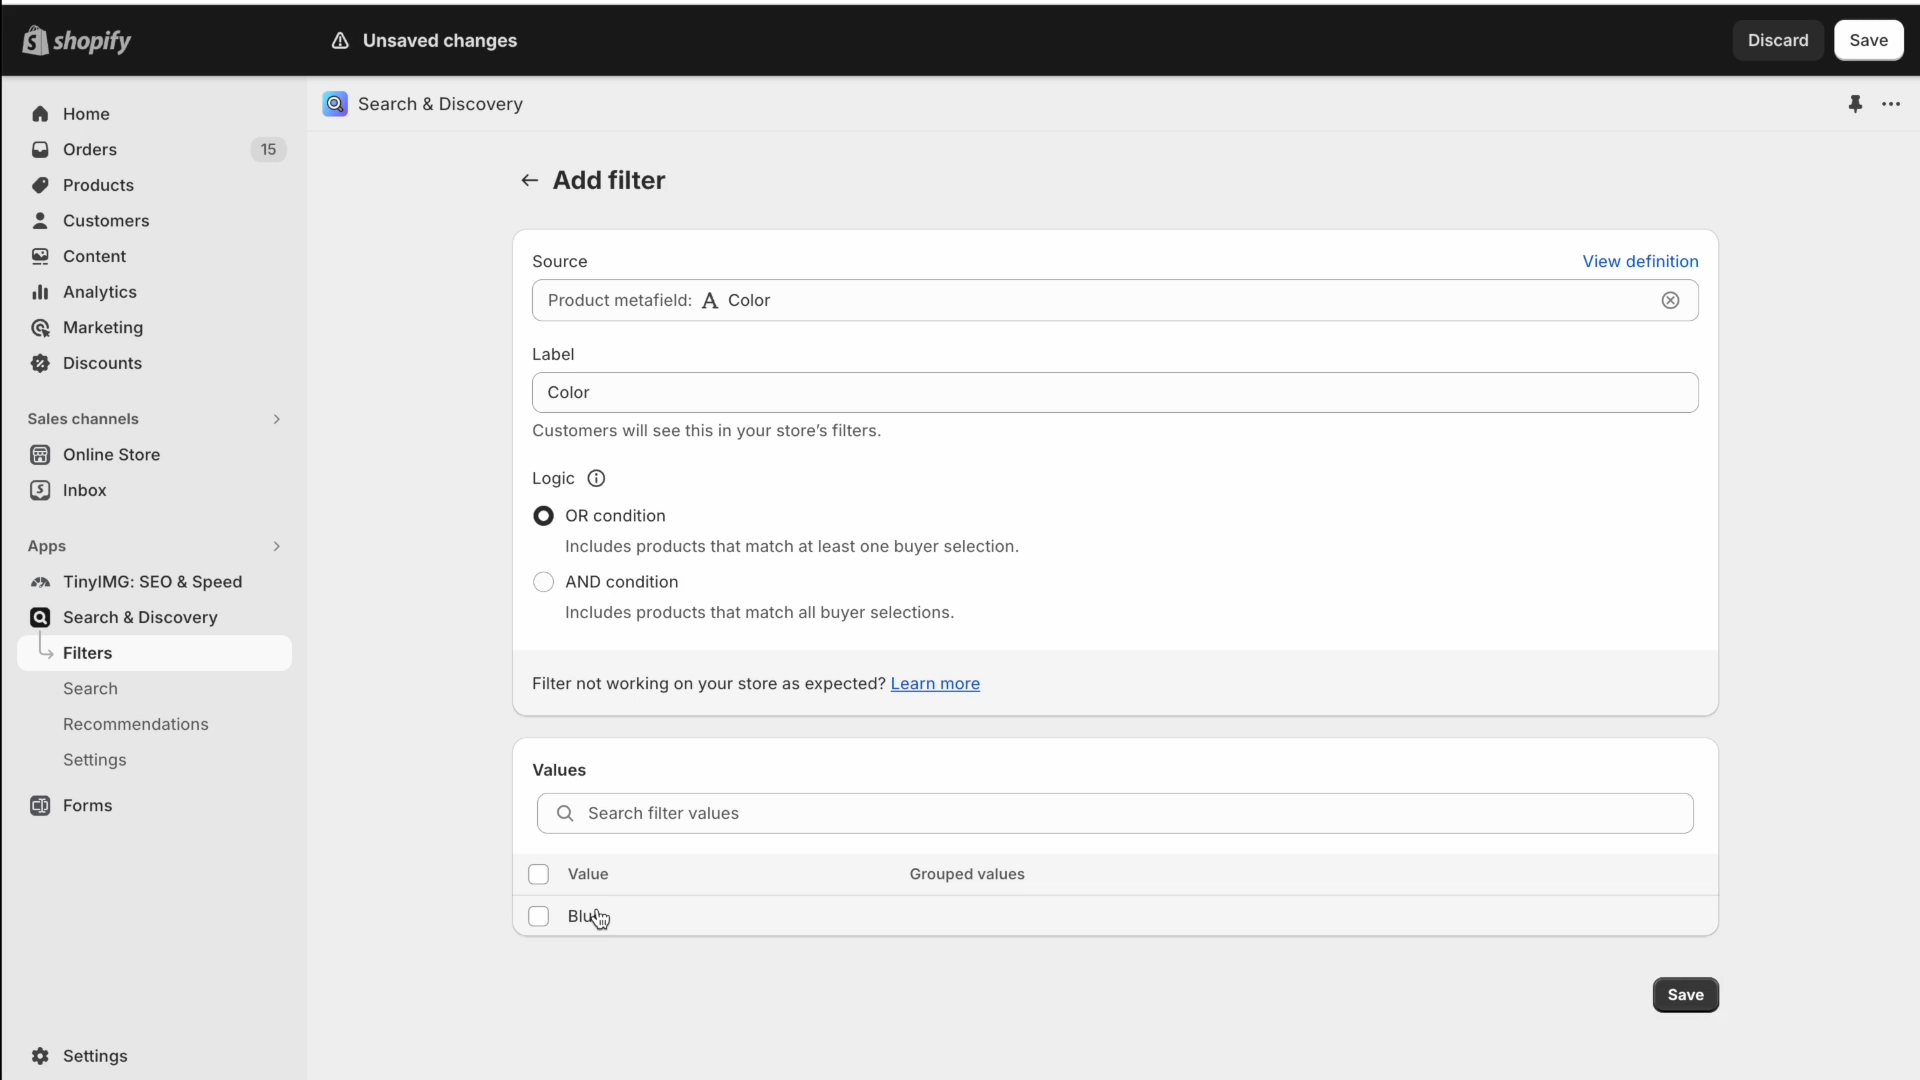 shopify
Unsaved changes
Discard
Save
Home
Orders
15
Products
Customers
Content
Analytics
Marketing
Discounts
Sales channels
Online Store
Inbox
Apps
TinyIMG: SEO & Speed
Search & Discovery
Filters
Search
Recommendations
Settings
Forms
Settings
Search & Discovery
Add filter
Source
View definition
Product metafield: A Color
Label
Color
Customers will see this in your store's filters.
Logic
OR condition
Includes products that match at least one buyer selection.
AND condition
Includes products that match all buyer selections.
Filter not working on your store as expected? Learn more
Values
Search filter values
Value
Grouped values
Save